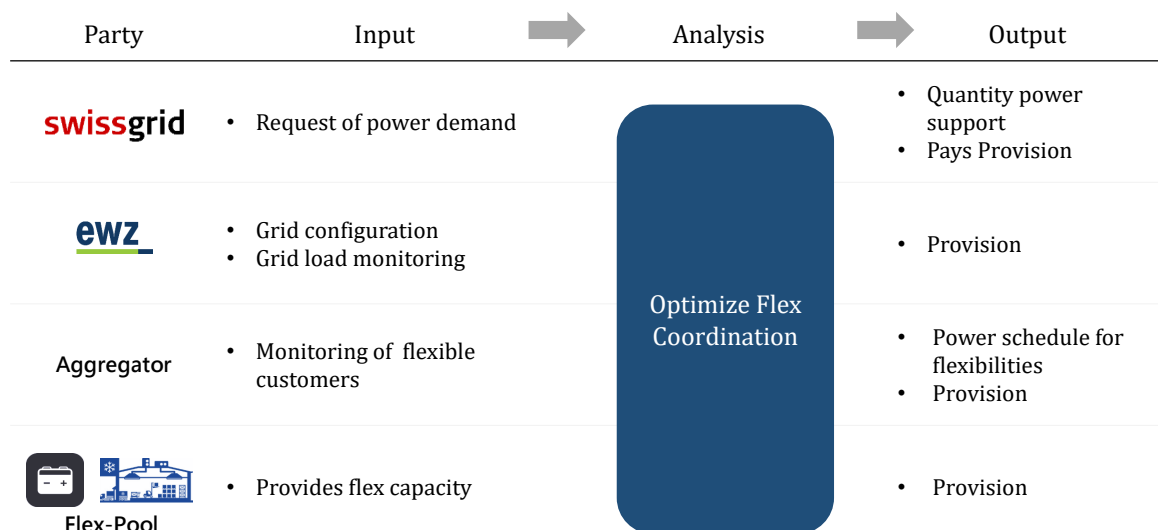 Party Input Analysis Output
swissgrid
• Request of power demand
• Quantity power
support
• Pays Provision
ewz
• Grid configuration
• Grid load monitoring
• Provision
Optimize Flex
Coordination
Aggregator
• Monitoring of flexible
customers
• Power schedule for
flexibilities
• Provision
- +
Flex-Pool
• Provides flex capacity
• Provision